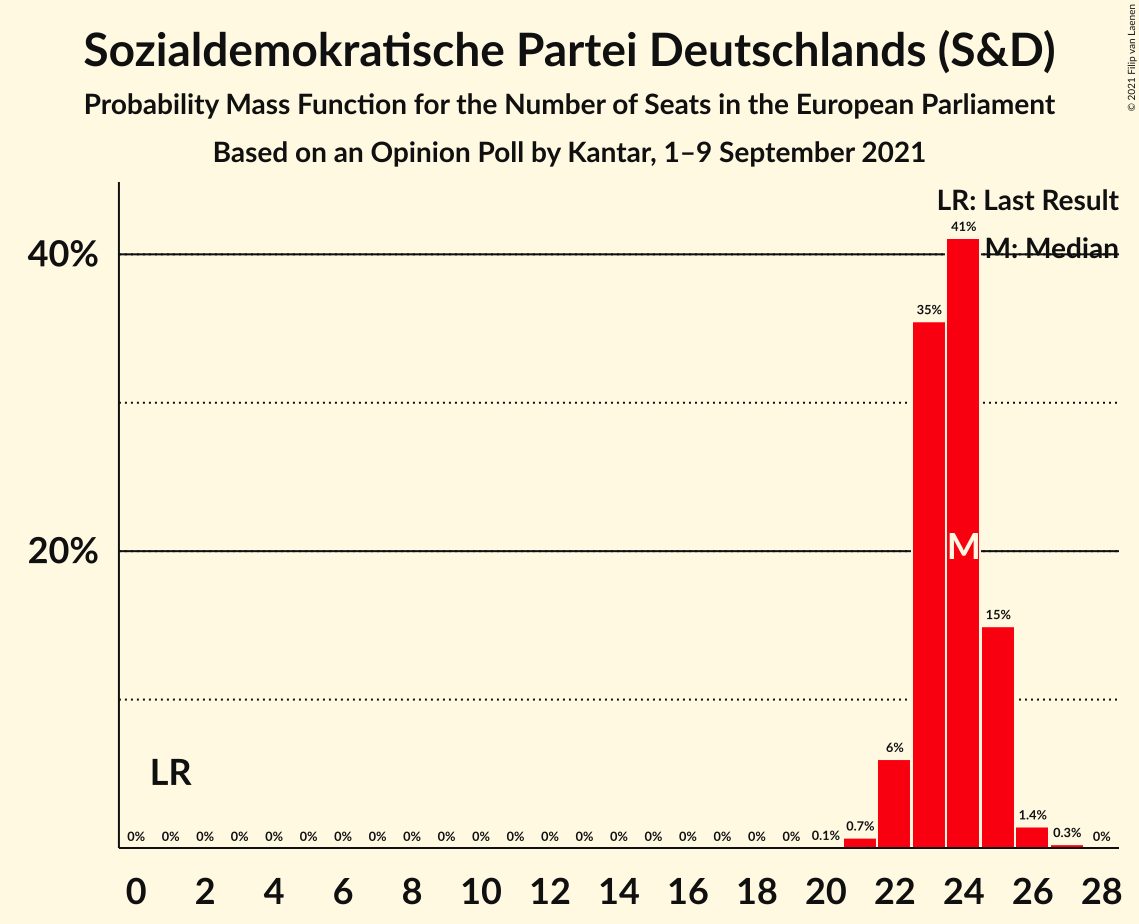 Sozialdemokratische Partei Deutschlands (S&D)
Probability Mass Function for the Number of Seats in the European Parliament
Based on an Opinion Poll by Kantar, 1–9 September 2021
© 2021 Filip van Laenen
LR: Last Result
M: Median
41%
40%
35%
20%
M
15%
LR
6%
0% 0% 0% 0% 0% 0% 0% 0% 0% 0% 0% 0% 0% 0% 0% 0% 0% 0% 0% 0% 0.1% 0.7% 1.4% 0.3% 0%
0 2 4 6 8 10 12 14 16 18 20 22 24 26 28